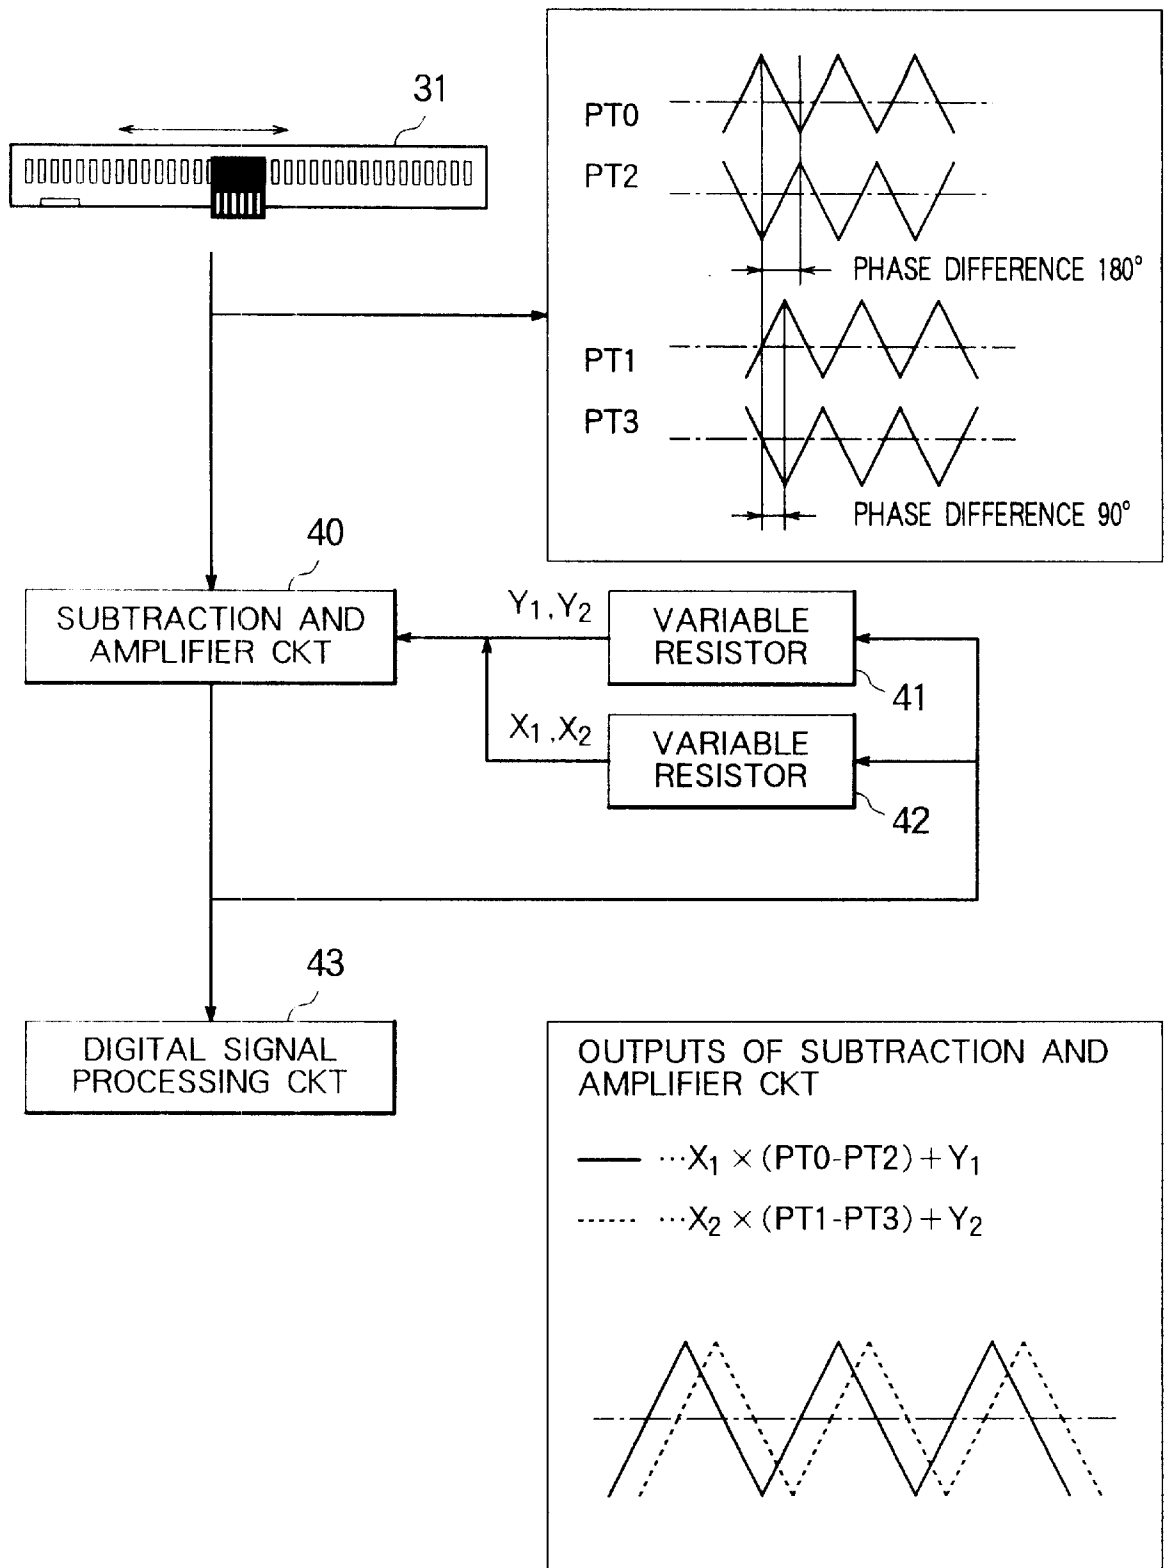 31
PT0
PT2
PHASE DIFFERENCE 180°
PT1
PT3
PHASE DIFFERENCE 90°
40
SUBTRACTION AND
AMPLIFIER CKT
Y1,Y2
VARIABLE
RESISTOR
41
X1,X2
VARIABLE
RESISTOR
42
43
DIGITAL SIGNAL
PROCESSING CKT
OUTPUTS OF SUBTRACTION AND
AMPLIFIER CKT
···X1 × (PT0-PT2)+Y1
···X2 × (PT1-PT3)+Y2